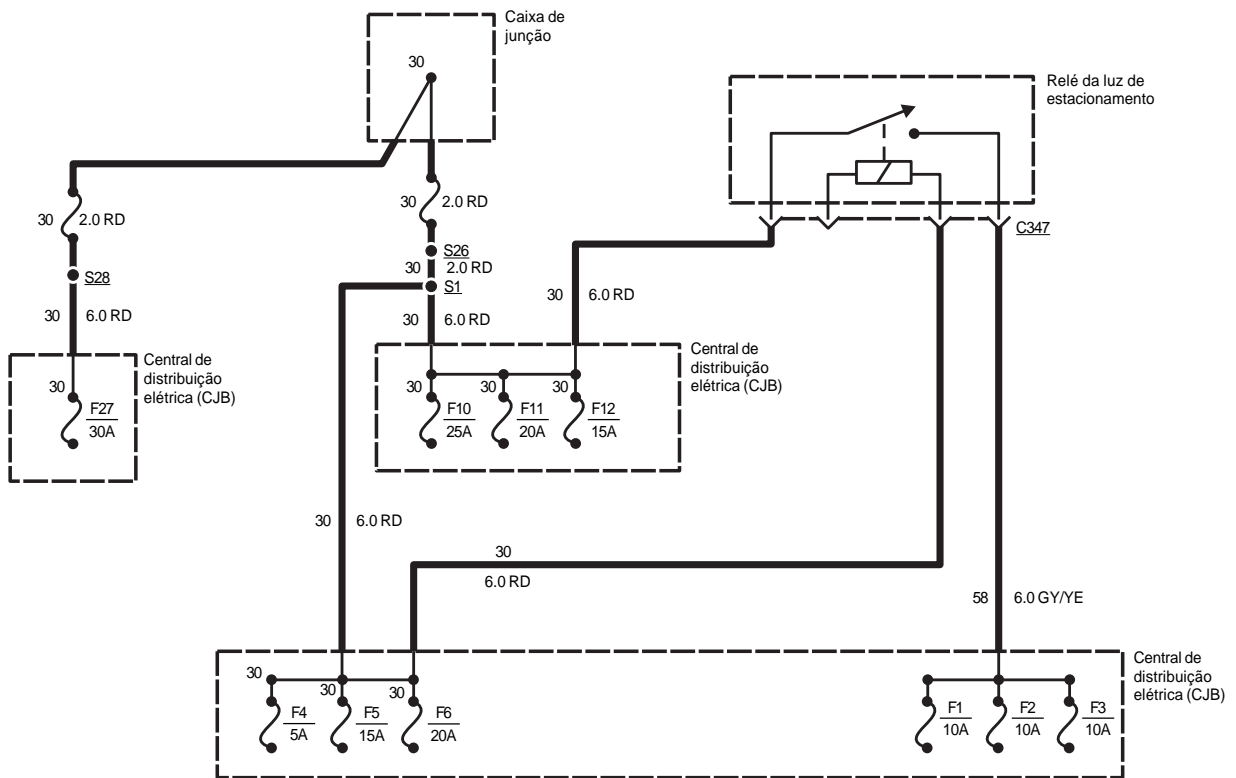 Caixa de
junção
30
Relé da luz de
estacionamento
30
2.0 RD
30
2.0 RD
C347
S26
30
2.0 RD
S28
S1
30
6.0 RD
30
6.0 RD
30
6.0 RD
Central de
distribuição
elétrica (CJB)
Central de
distribuição
elétrica (CJB)
30
F27
30A
30
30
30
F10
25A
F11
20A
F12
15A
30
6.0 RD
30
6.0 RD
58
6.0 GY/YE
Central de
distribuição
elétrica (CJB)
30
30
30
F4
5A
F5
15A
F6
20A
F1
10A
F2
10A
F3
10A